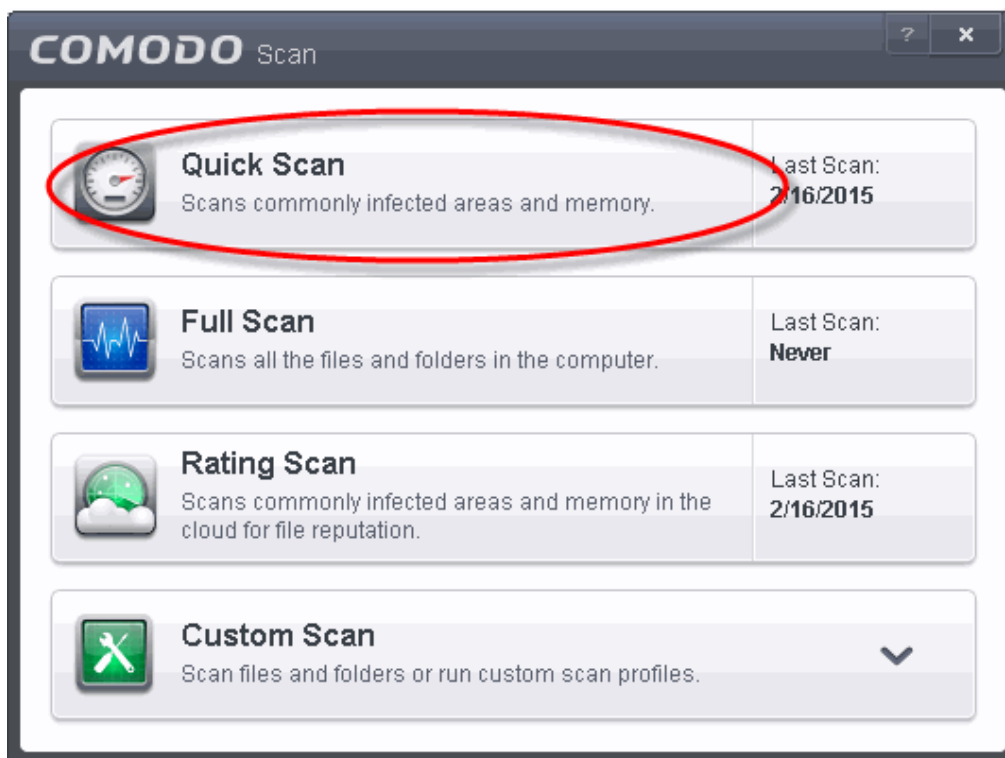 COMODO Scan
?
x
Quick Scan
Scans commonly infected areas and memory.
Last Scan:
2/16/2015
Full Scan
Scans all the files and folders in the computer.
Last Scan:
Never
Rating Scan
Scans commonly infected areas and memory in the
cloud for file reputation.
Last Scan:
2/16/2015
Custom Scan
Scan files and folders or run custom scan profiles.